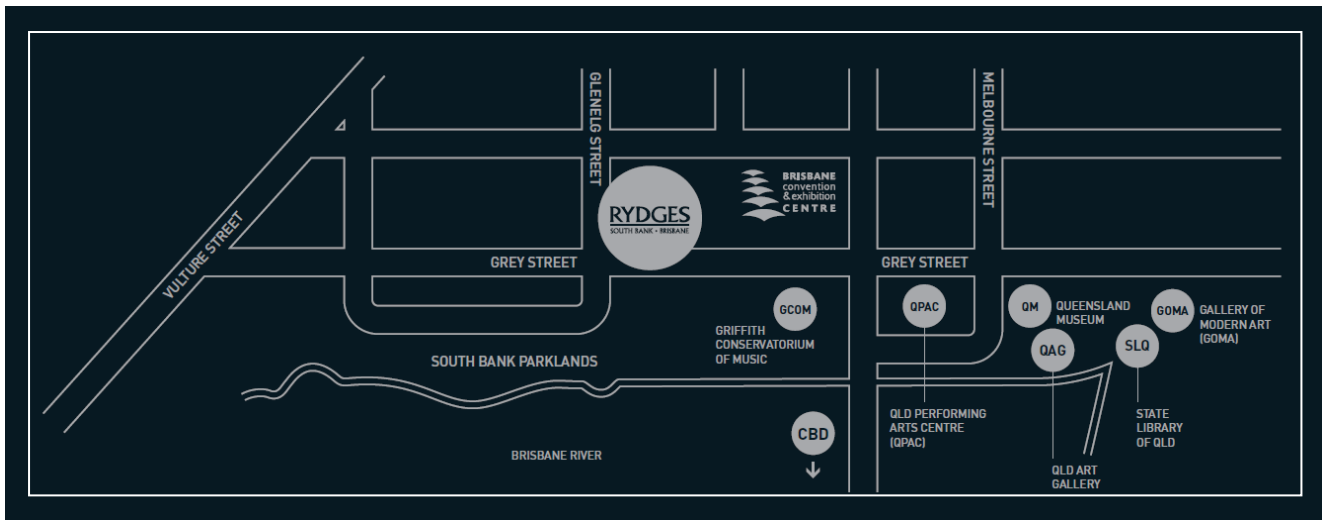 GLENELG STREET
MELBOURNE STREET
VULTURE STREET
RYDGES
SOUTH BANK • BRISBANE
BRISBANE
convention
& exhibition
CENTRE
GREY STREET
GREY STREET
GCOM
GRIFFITH
CONSERVATORIUM
OF MUSIC
QPAC
QM
QUEENSLAND
MUSEUM
GOMA
GALLERY OF
MODERN ART
(GOMA)
QAG
SLQ
SOUTH BANK PARKLANDS
CBD
QLD PERFORMING
ARTS CENTRE
(QPAC)
STATE
LIBRARY
OF QLD
BRISBANE RIVER
QLD ART
GALLERY